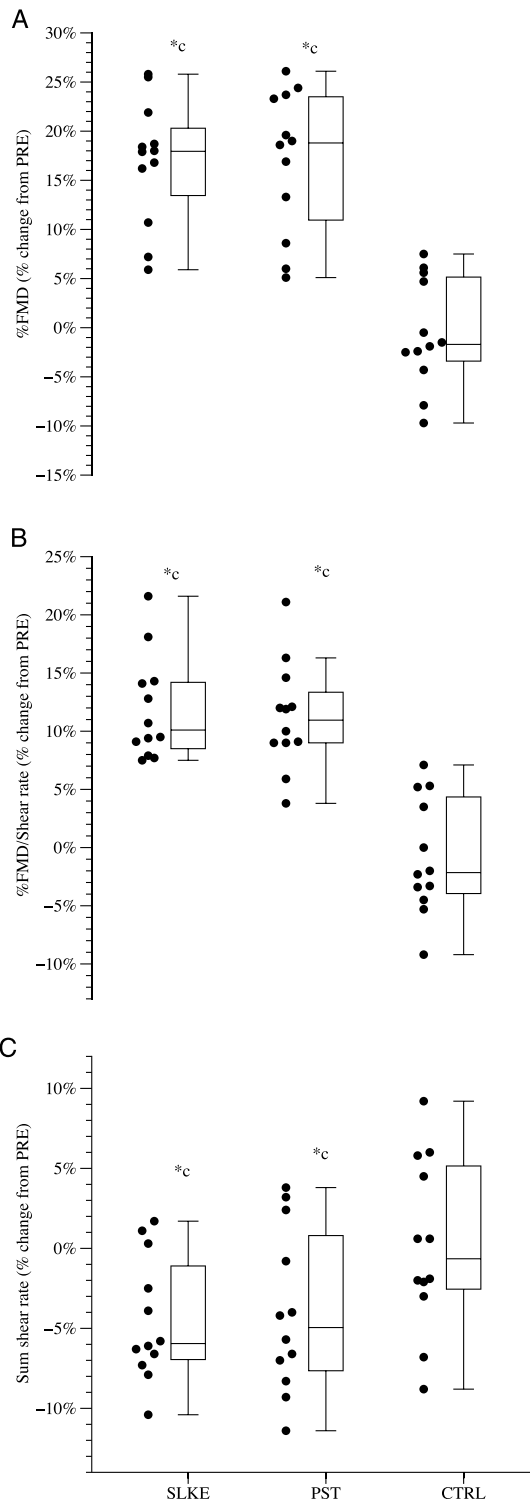 A
30%
25%
20%
15%
10%
5%
0%
−5%
−10%
−15%
%FMD (% change from PRE)
*c
*c
B
25%
20%
15%
10%
5%
0%
−5%
−10%
%FMD/Shear rate (% change from PRE)
*c
*c
C
10%
5%
0%
−5%
−10%
Sum shear rate (% change from PRE)
*c
*c
SLKE
PST
CTRL